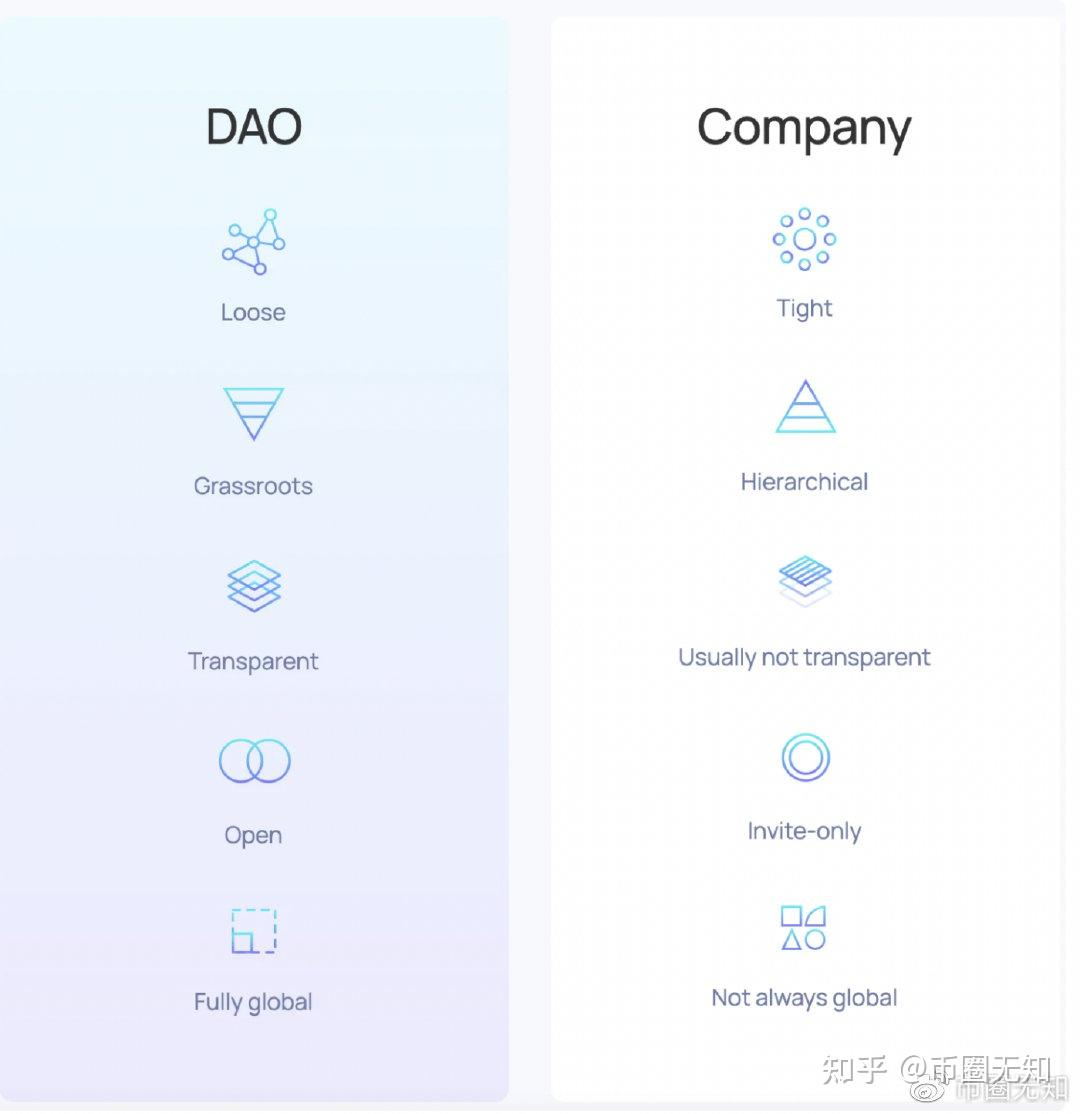 DAO
Loose
Grassroots
Transparent
Open
Fully global
Company
Tight
Hierarchical
Usually not transparent
Invite-only
Not always global
知乎 @币圈无知
币圈无知